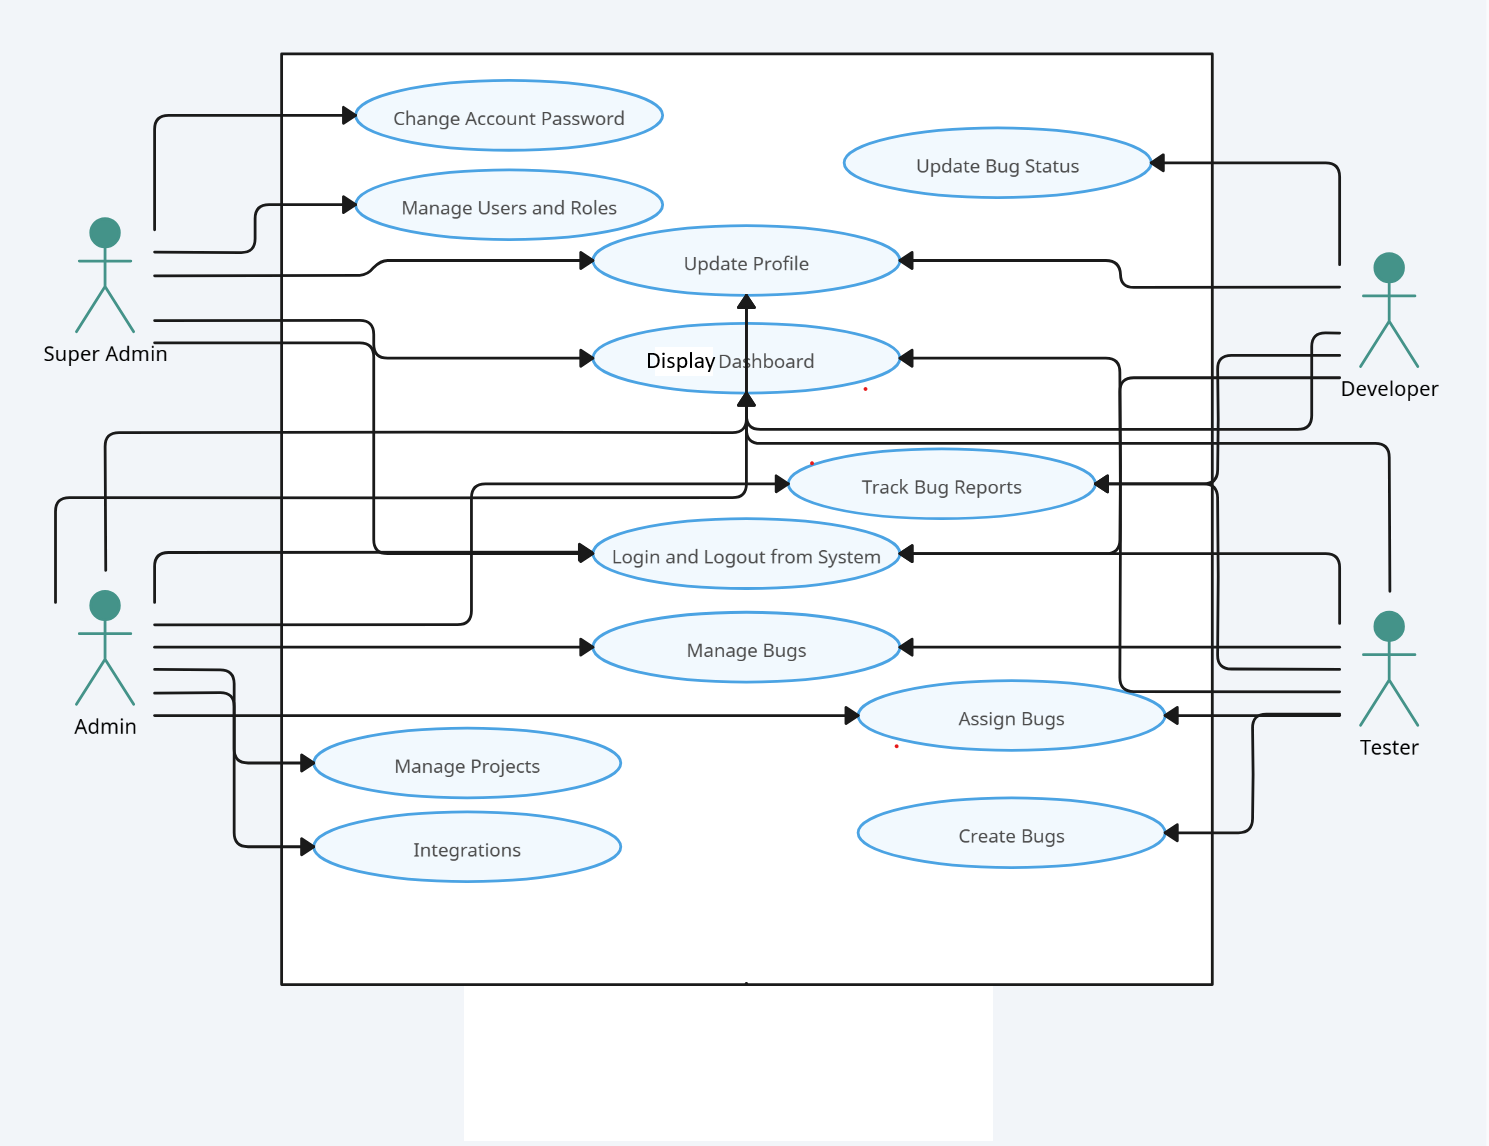 Change Account Password
Update Bug Status
Manage Users and Roles
Update Profile
Super Admin
Display Dashboard
Developer
Track Bug Reports
Login and Logout from System
Manage Bugs
Admin
Assign Bugs
Tester
Manage Projects
Create Bugs
Integrations